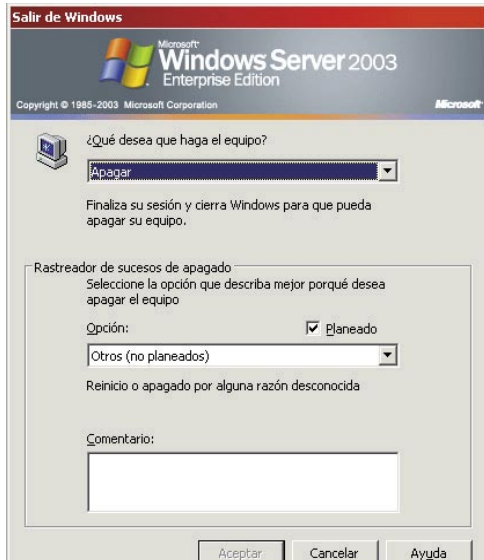 Salir de Windows
Microsoft
Windows Server 2003
Enterprise Edition
Copyright © 1985-2003 Microsoft Corporation
Microsoft
¿Qué desea que haga el equipo?
Apagar
Finaliza su sesión y cierra Windows para que pueda
apagar su equipo.
Rastreador de sucesos de apagado
Seleccione la opción que describa mejor porqué desea
apagar el equipo
Opción:
Planeado
Otros (no planeados)
Reinicio o apagado por alguna razón desconocida
Comentario:
Aceptar
Cancelar
Ayuda